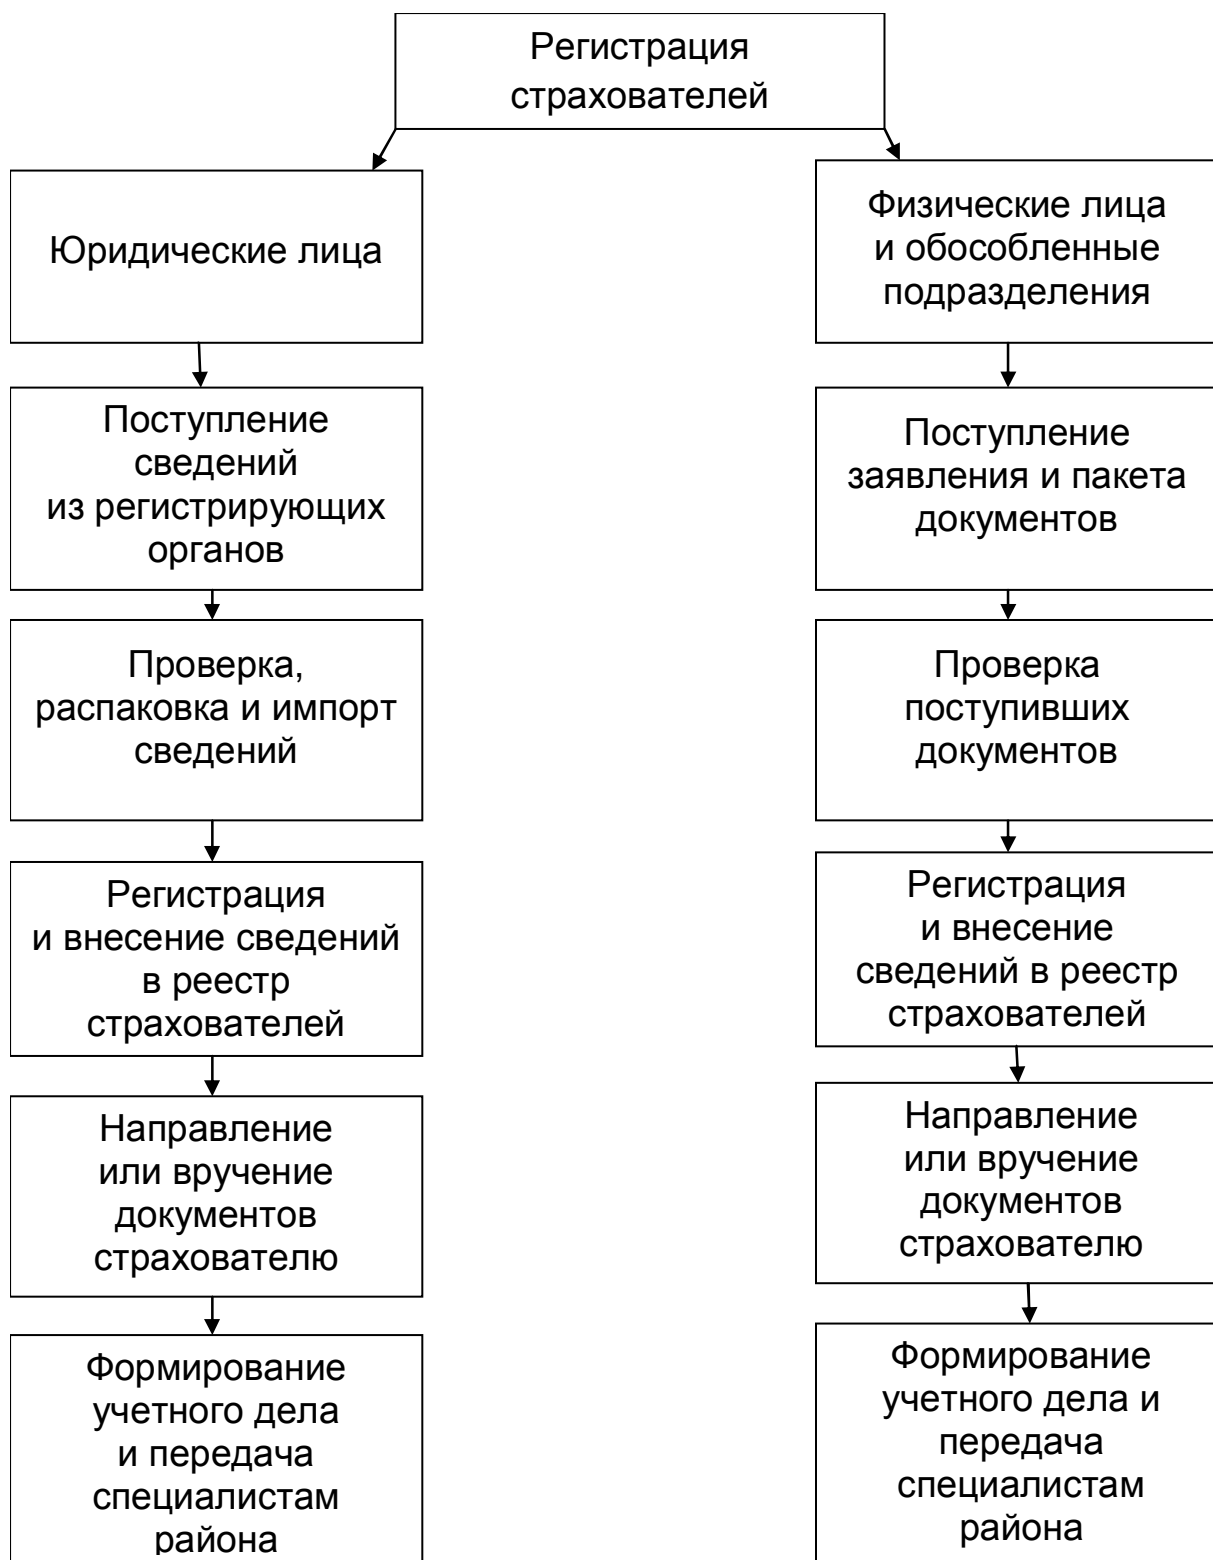 Регистрация
страхователей
Юридические лица
Физические лица
и обособленные
подразделения
Поступление
сведений
из регистрирующих
органов
Поступление
заявления и пакета
документов
Проверка,
распаковка и импорт
сведений
Проверка
поступивших
документов
Регистрация
и внесение сведений
в реестр
страхователей
Регистрация
и внесение
сведений в реестр
страхователей
Направление
или вручение
документов
страхователю
Направление
или вручение
документов
страхователю
Формирование
учетного дела
и передача
специалистам
района
Формирование
учетного дела и
передача
специалистам
района